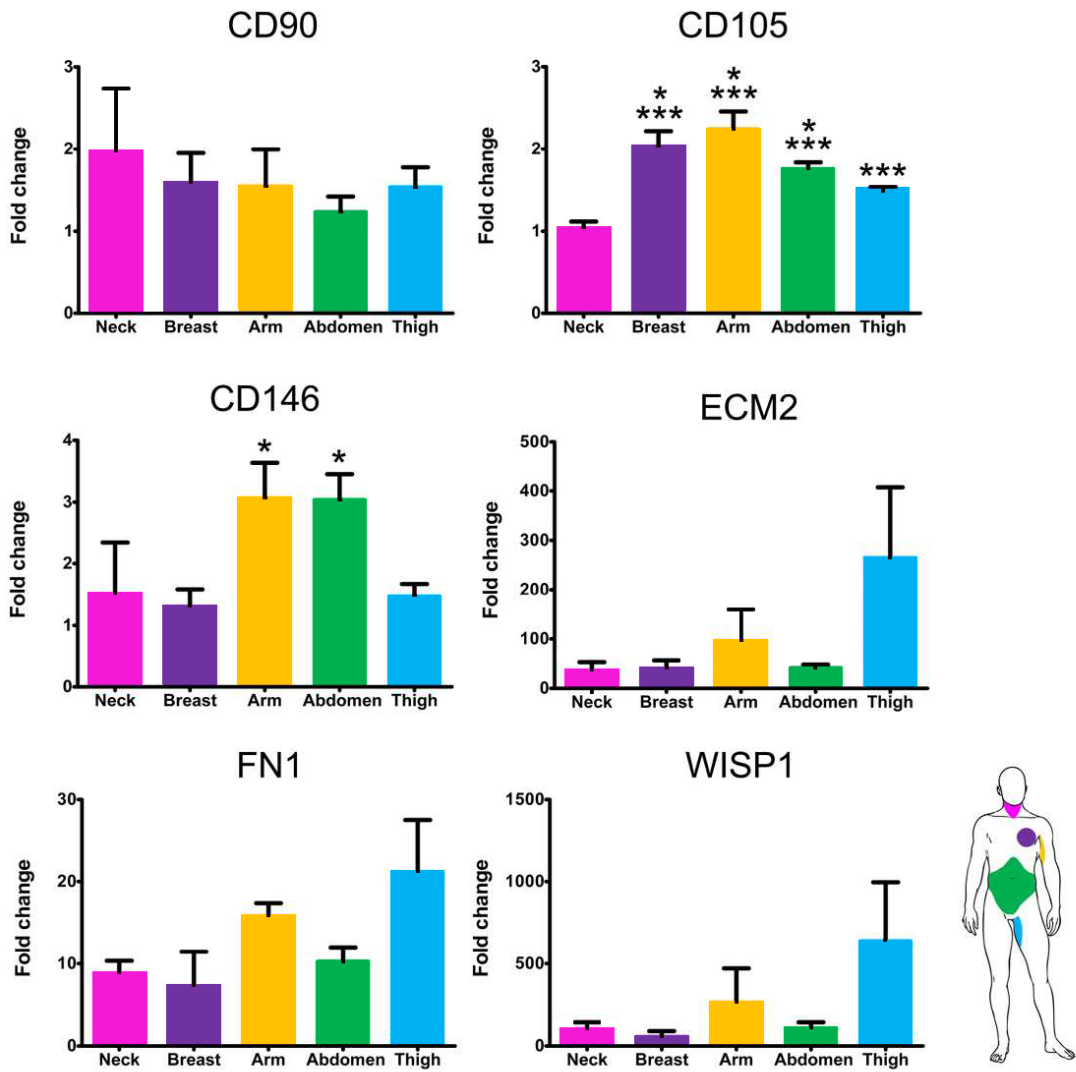 CD90
3
2
1
0
Fold change
Neck Breast Arm Abdomen Thigh
CD105
3
2
1
0
Fold change
*
***
*
***
*
***
***
Neck Breast Arm Abdomen Thigh
CD146
4
3
2
1
0
Fold change
*
*
Neck Breast Arm Abdomen Thigh
ECM2
500
400
300
200
100
0
Fold change
Neck Breast Arm Abdomen Thigh
FN1
30
20
10
0
Fold change
Neck Breast Arm Abdomen Thigh
WISP1
1500
1000
500
0
Fold change
Neck Breast Arm Abdomen Thigh